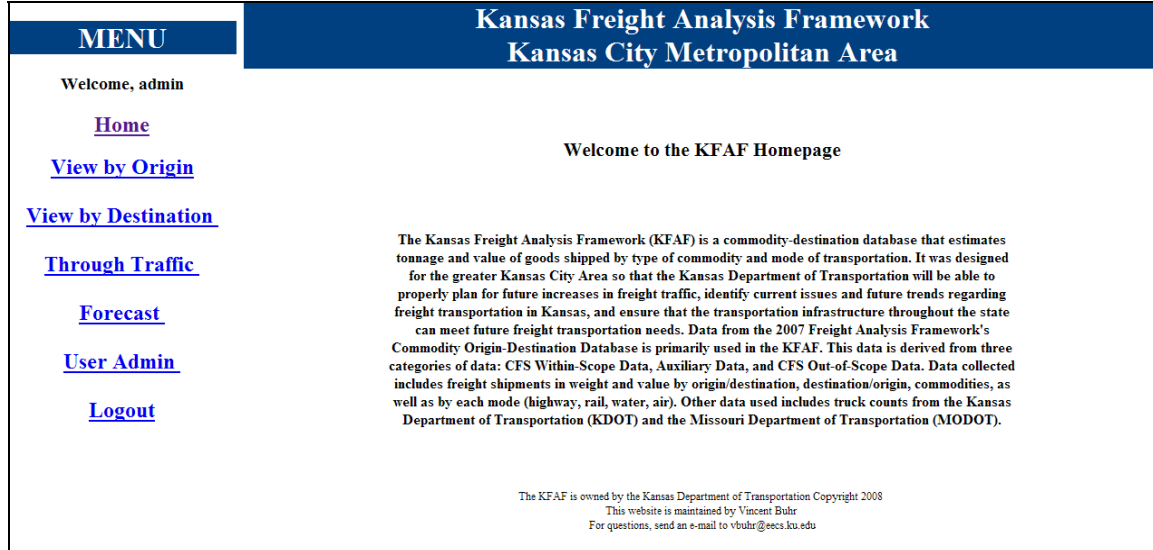 MENU
Welcome, admin
Home
View by Origin
View by Destination
Through Traffic
Forecast
User Admin
Logout
Kansas Freight Analysis Framework
Kansas City Metropolitan Area
Welcome to the KFAF Homepage
The Kansas Freight Analysis Framework (KFAF) is a commodity-destination database that estimates
tonnage and value of goods shipped by type of commodity and mode of transportation. It was designed
for the greater Kansas City Area so that the Kansas Department of Transportation will be able to
properly plan for future increases in freight traffic, identify current issues and future trends regarding
freight transportation in Kansas, and ensure that the transportation infrastructure throughout the state
can meet future freight transportation needs. Data from the 2007 Freight Analysis Framework's
Commodity Origin-Destination Database is primarily used in the KFAF. This data is derived from three
categories of data: CFS Within-Scope Data, Auxiliary Data, and CFS Out-of-Scope Data. Data collected
includes freight shipments in weight and value by origin/destination, destination/origin, commodities, as
well as by each mode (highway, rail, water, air). Other data used includes truck counts from the Kansas
Department of Transportation (KDOT) and the Missouri Department of Transportation (MODOT).
The KFAF is owned by the Kansas Department of Transportation Copyright 2008
This website is maintained by Vincent Buhr
For questions, send an e-mail to vbuhr@eecs.ku.edu